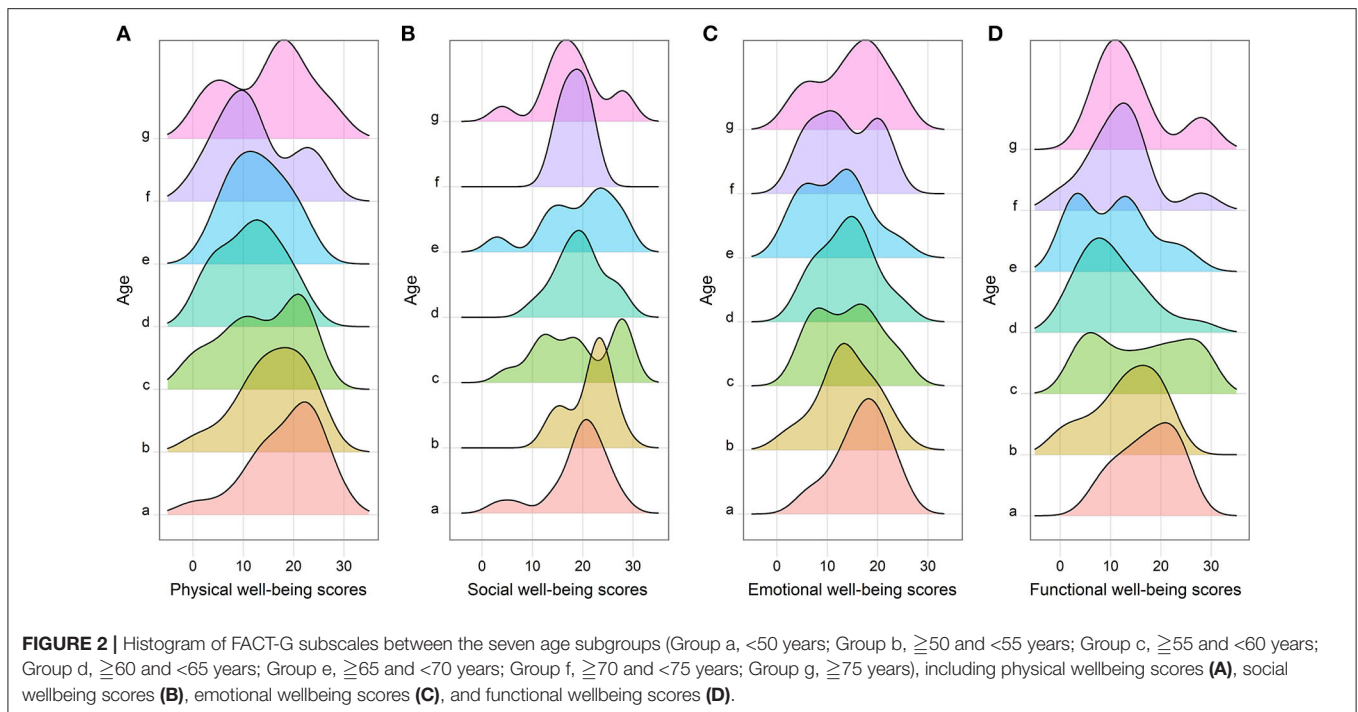 A
B
C
D
g
f
e
d
c
b
a
Age
0 10 20 30
Physical well-being scores
g
f
e
d
c
b
a
Age
0 10 20 30
Social well-being scores
g
f
e
d
c
b
a
Age
0 10 20 30
Emotional well-being scores
g
f
e
d
c
b
a
Age
0 10 20 30
Functional well-being scores
FIGURE 2 | Histogram of FACT-G subscales between the seven age subgroups (Group a, <50 years; Group b, ≧50 and <55 years; Group c, ≧55 and <60 years;
Group d, ≧60 and <65 years; Group e, ≧65 and <70 years; Group f, ≧70 and <75 years; Group g, ≧75 years), including physical wellbeing scores (A), social
wellbeing scores (B), emotional wellbeing scores (C), and functional wellbeing scores (D).